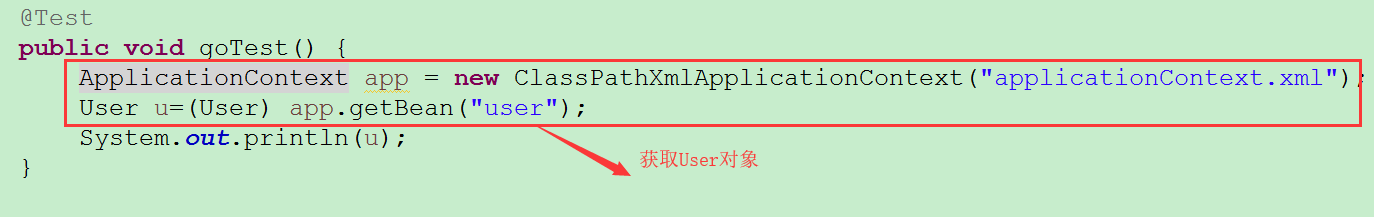 @Test
public void goTest() {
ApplicationContext app = new ClassPathXmlApplicationContext("applicationContext.xml");
User u=(User) app.getBean("user");
System.out.println(u);
获取User对象
}